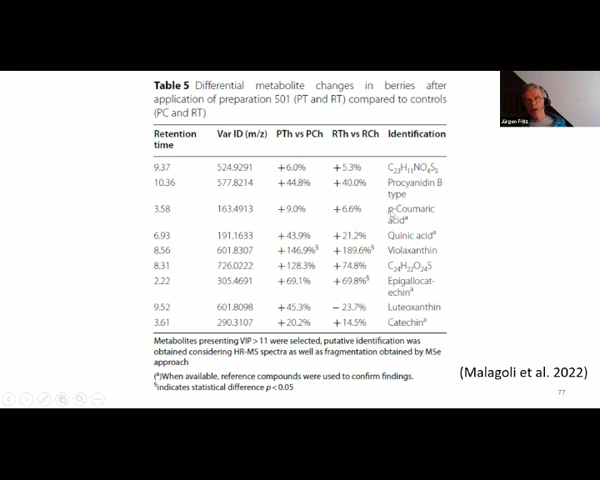 Table 5 Differential metabolite changes in berries after
application of preparation 501 (PT and RT) compared to controls
(PC and RT)
Retention time Var ID (m/z) PTh vs PCh RTh vs RCh Identification
9.37 524.9291 +6.0% +5.3% C23H11NO4S5
10.36 577.8214 +44.8% +40.0% Procyanidin B type
3.58 163.4913 +9.0% +6.6% p-Coumaric acidª
6.93 191.1633 +43.9% +21.2% Quinic acidª
8.56 601.8307 +146.9%§ +189.6%§ Violaxanthin
8.31 726.0222 +128.3% +74.8% C24H22O24S
2.22 305.4691 +69.1% +69.8%§ Epigallocat-echinª
9.52 601.8098 +45.3% −23.7% Luteoxanthin
3.61 290.3107 +20.2% +14.5% Catechinª
Metabolites presenting VIP > 11 were selected, putative identification was
obtained considering HR-MS spectra as well as fragmentation obtained by MSe
approach
(ª)When available, reference compounds were used to confirm findings.
§indicates statistical difference p < 0.05
(Malagoli et al. 2022)
77
Jürgen Fritz